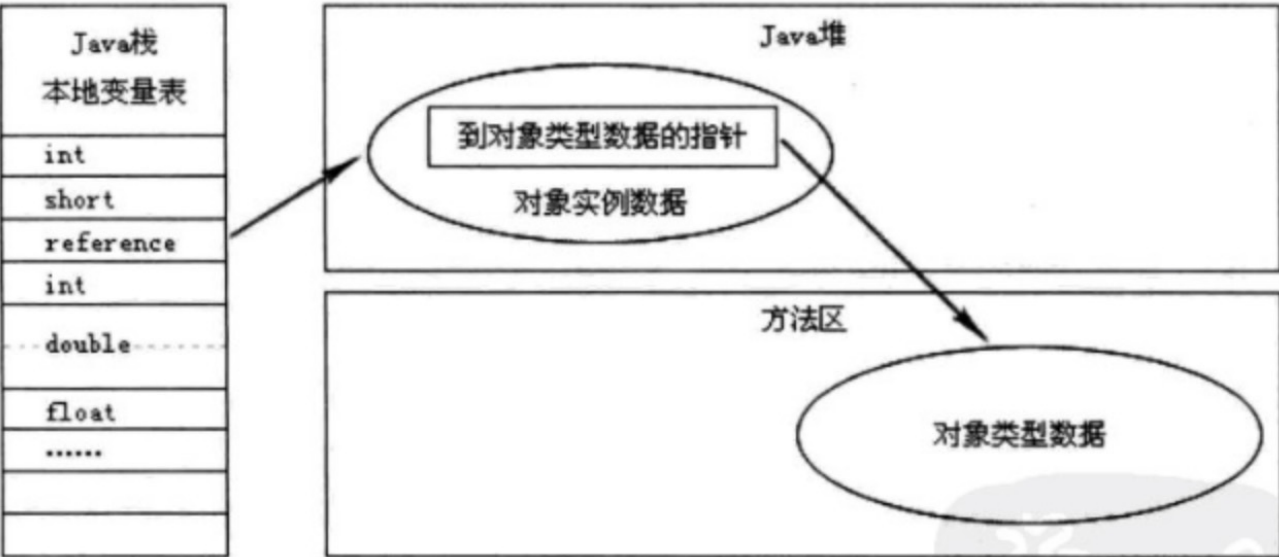 Java栈
本地变量表
int
short
reference
int
double
float
……
Java堆
到对象类型数据的指针
对象实例数据
方法区
对象类型数据